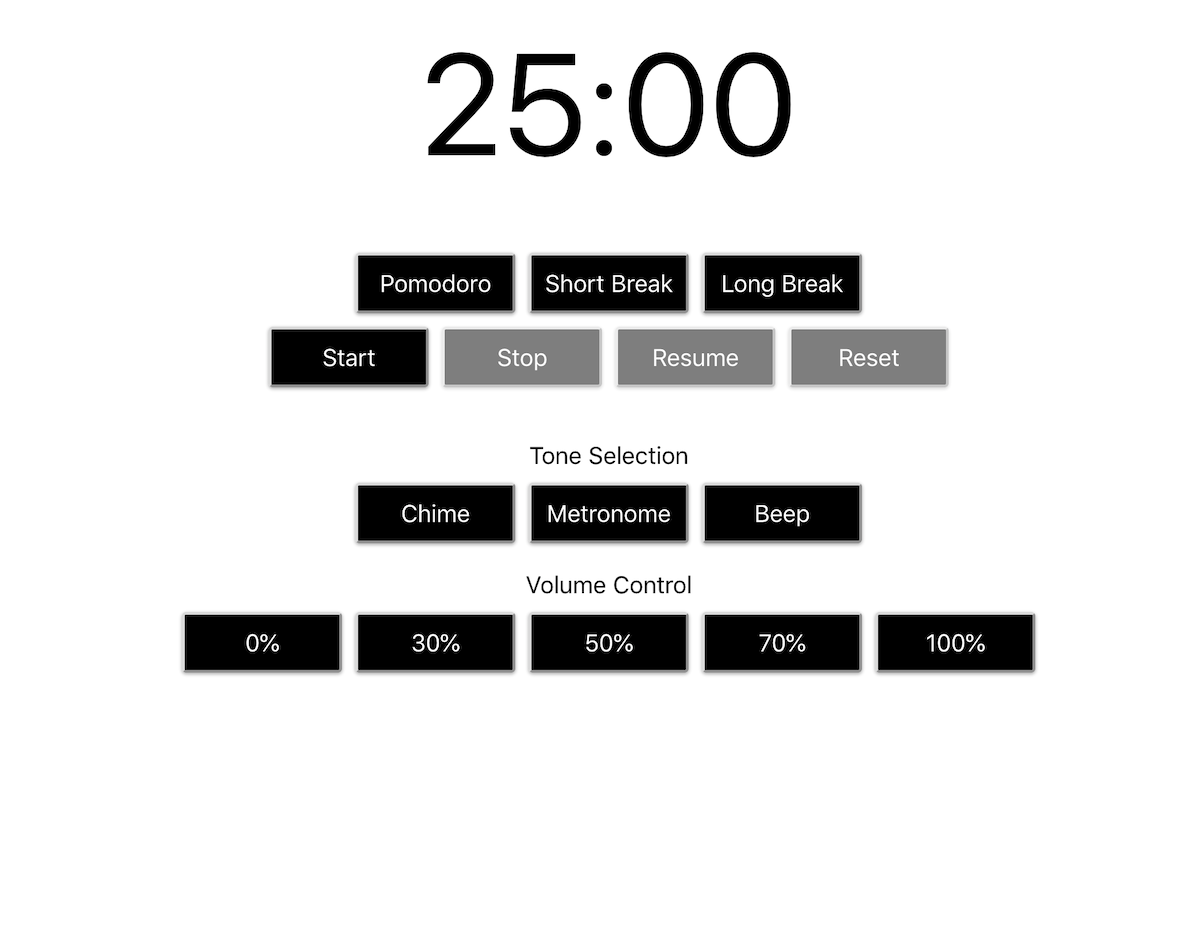 25:00
Pomodoro Short Break Long Break
Start Stop Resume Reset
Tone Selection
Chime Metronome Beep
Volume Control
0% 30% 50% 70% 100%